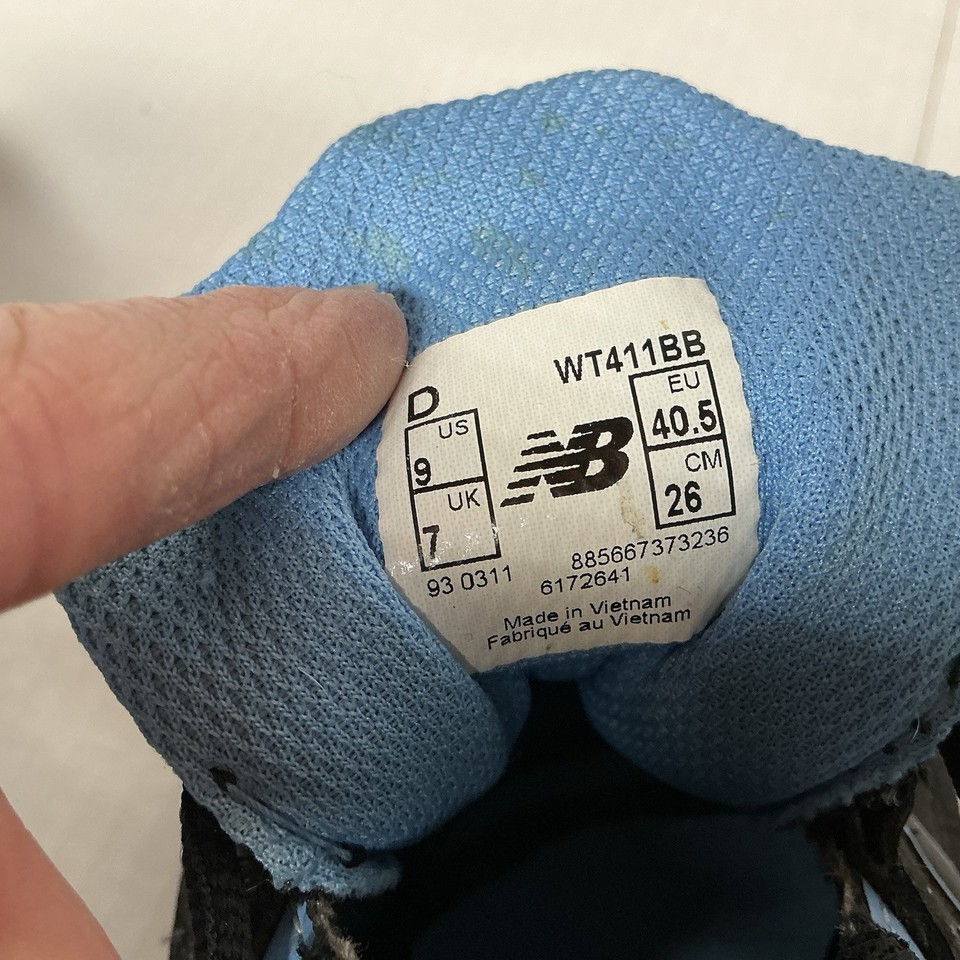 WT411BB
D
US
9
UK
7
NB
EU
40.5
CM
26
885667373236
93 0311 6172641
Made in Vietnam
Fabriqué au Vietnam